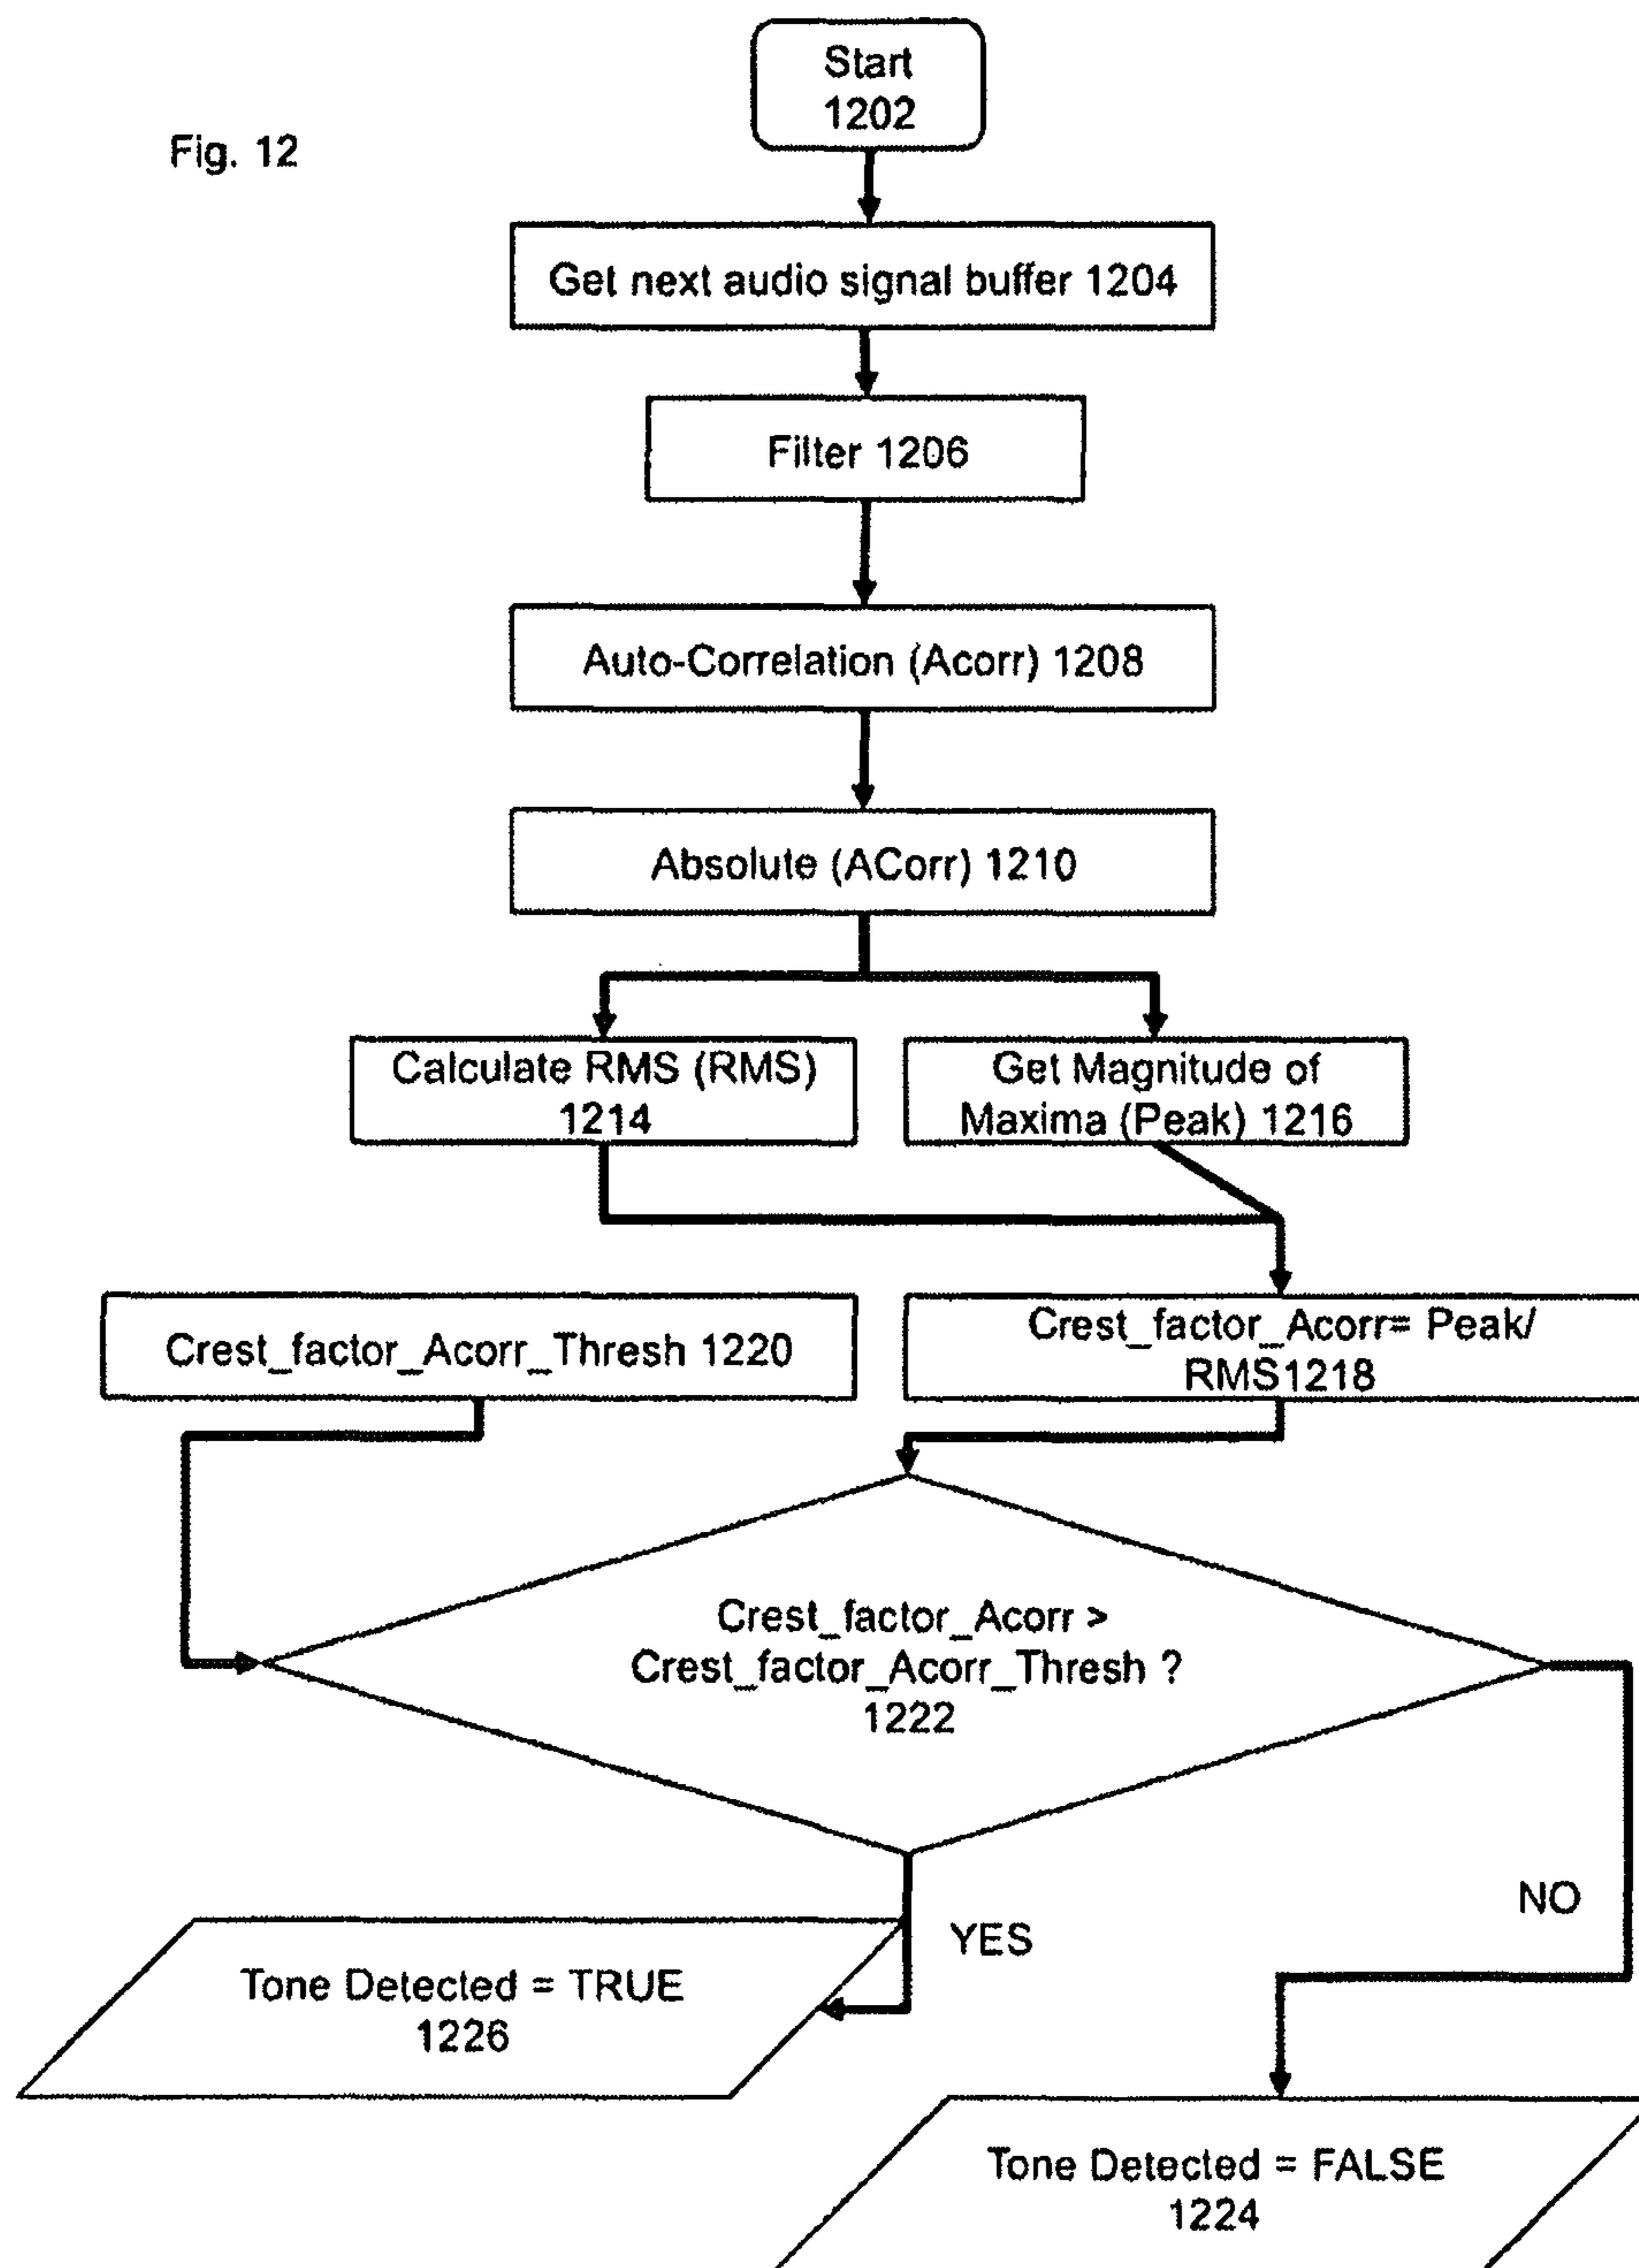 Start
1202
Fig. 12
Get next audio signal buffer 1204
Filter 1206
Auto-Correlation (Acorr) 1208
Absolute (ACorr) 1210
Calculate RMS (RMS)
1214
Get Magnitude of
Maxima (Peak) 1216
Crest_factor_Acorr_Thresh 1220
Crest_factor_Acorr= Peak/
RMS1218
Crest_factor_Acorr >
Crest_factor_Acorr_Thresh ?
1222
NO
YES
Tone Detected = TRUE
1226
Tone Detected = FALSE
1224